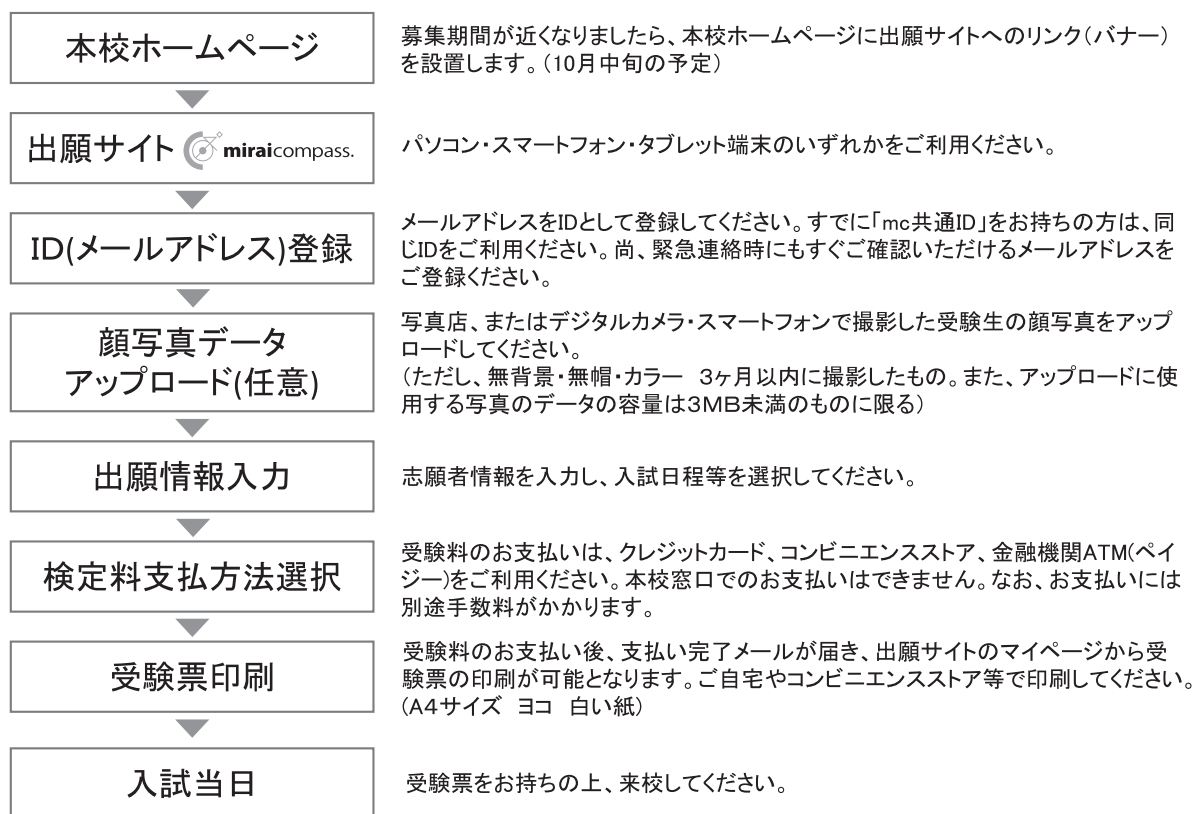 本校ホームページ
募集期間が近くなりましたら、本校ホームページに出願サイトへのリンク(バナー)
を設置します。(10月中旬の予定)
出願サイト miraicompass.
パソコン・スマートフォン・タブレット端末のいずれかをご利用ください。
ID(メールアドレス)登録
メールアドレスをIDとして登録してください。すでに「mc共通ID」をお持ちの方は、同
じIDをご利用ください。尚、緊急連絡時にもすぐご確認いただけるメールアドレスを
ご登録ください。
顔写真データ
アップロード(任意)
写真店、またはデジタルカメラ・スマートフォンで撮影した受験生の顔写真をアップ
ロードしてください。
(ただし、無背景・無帽・カラー 3ヶ月以内に撮影したもの。また、アップロードに使
用する写真のデータの容量は3MB未満のものに限る)
出願情報入力
志願者情報を入力し、入試日程等を選択してください。
検定料支払方法選択
受験料のお支払いは、クレジットカード、コンビニエンスストア、金融機関ATM(ペイ
ジー)をご利用ください。本校窓口でのお支払いはできません。なお、お支払いには
別途手数料がかかります。
受験票印刷
受験料のお支払い後、支払い完了メールが届き、出願サイトのマイページから受
験票の印刷が可能となります。ご自宅やコンビニエンスストア等で印刷してください。
(A4サイズ ヨコ 白い紙)
入試当日
受験票をお持ちの上、来校してください。